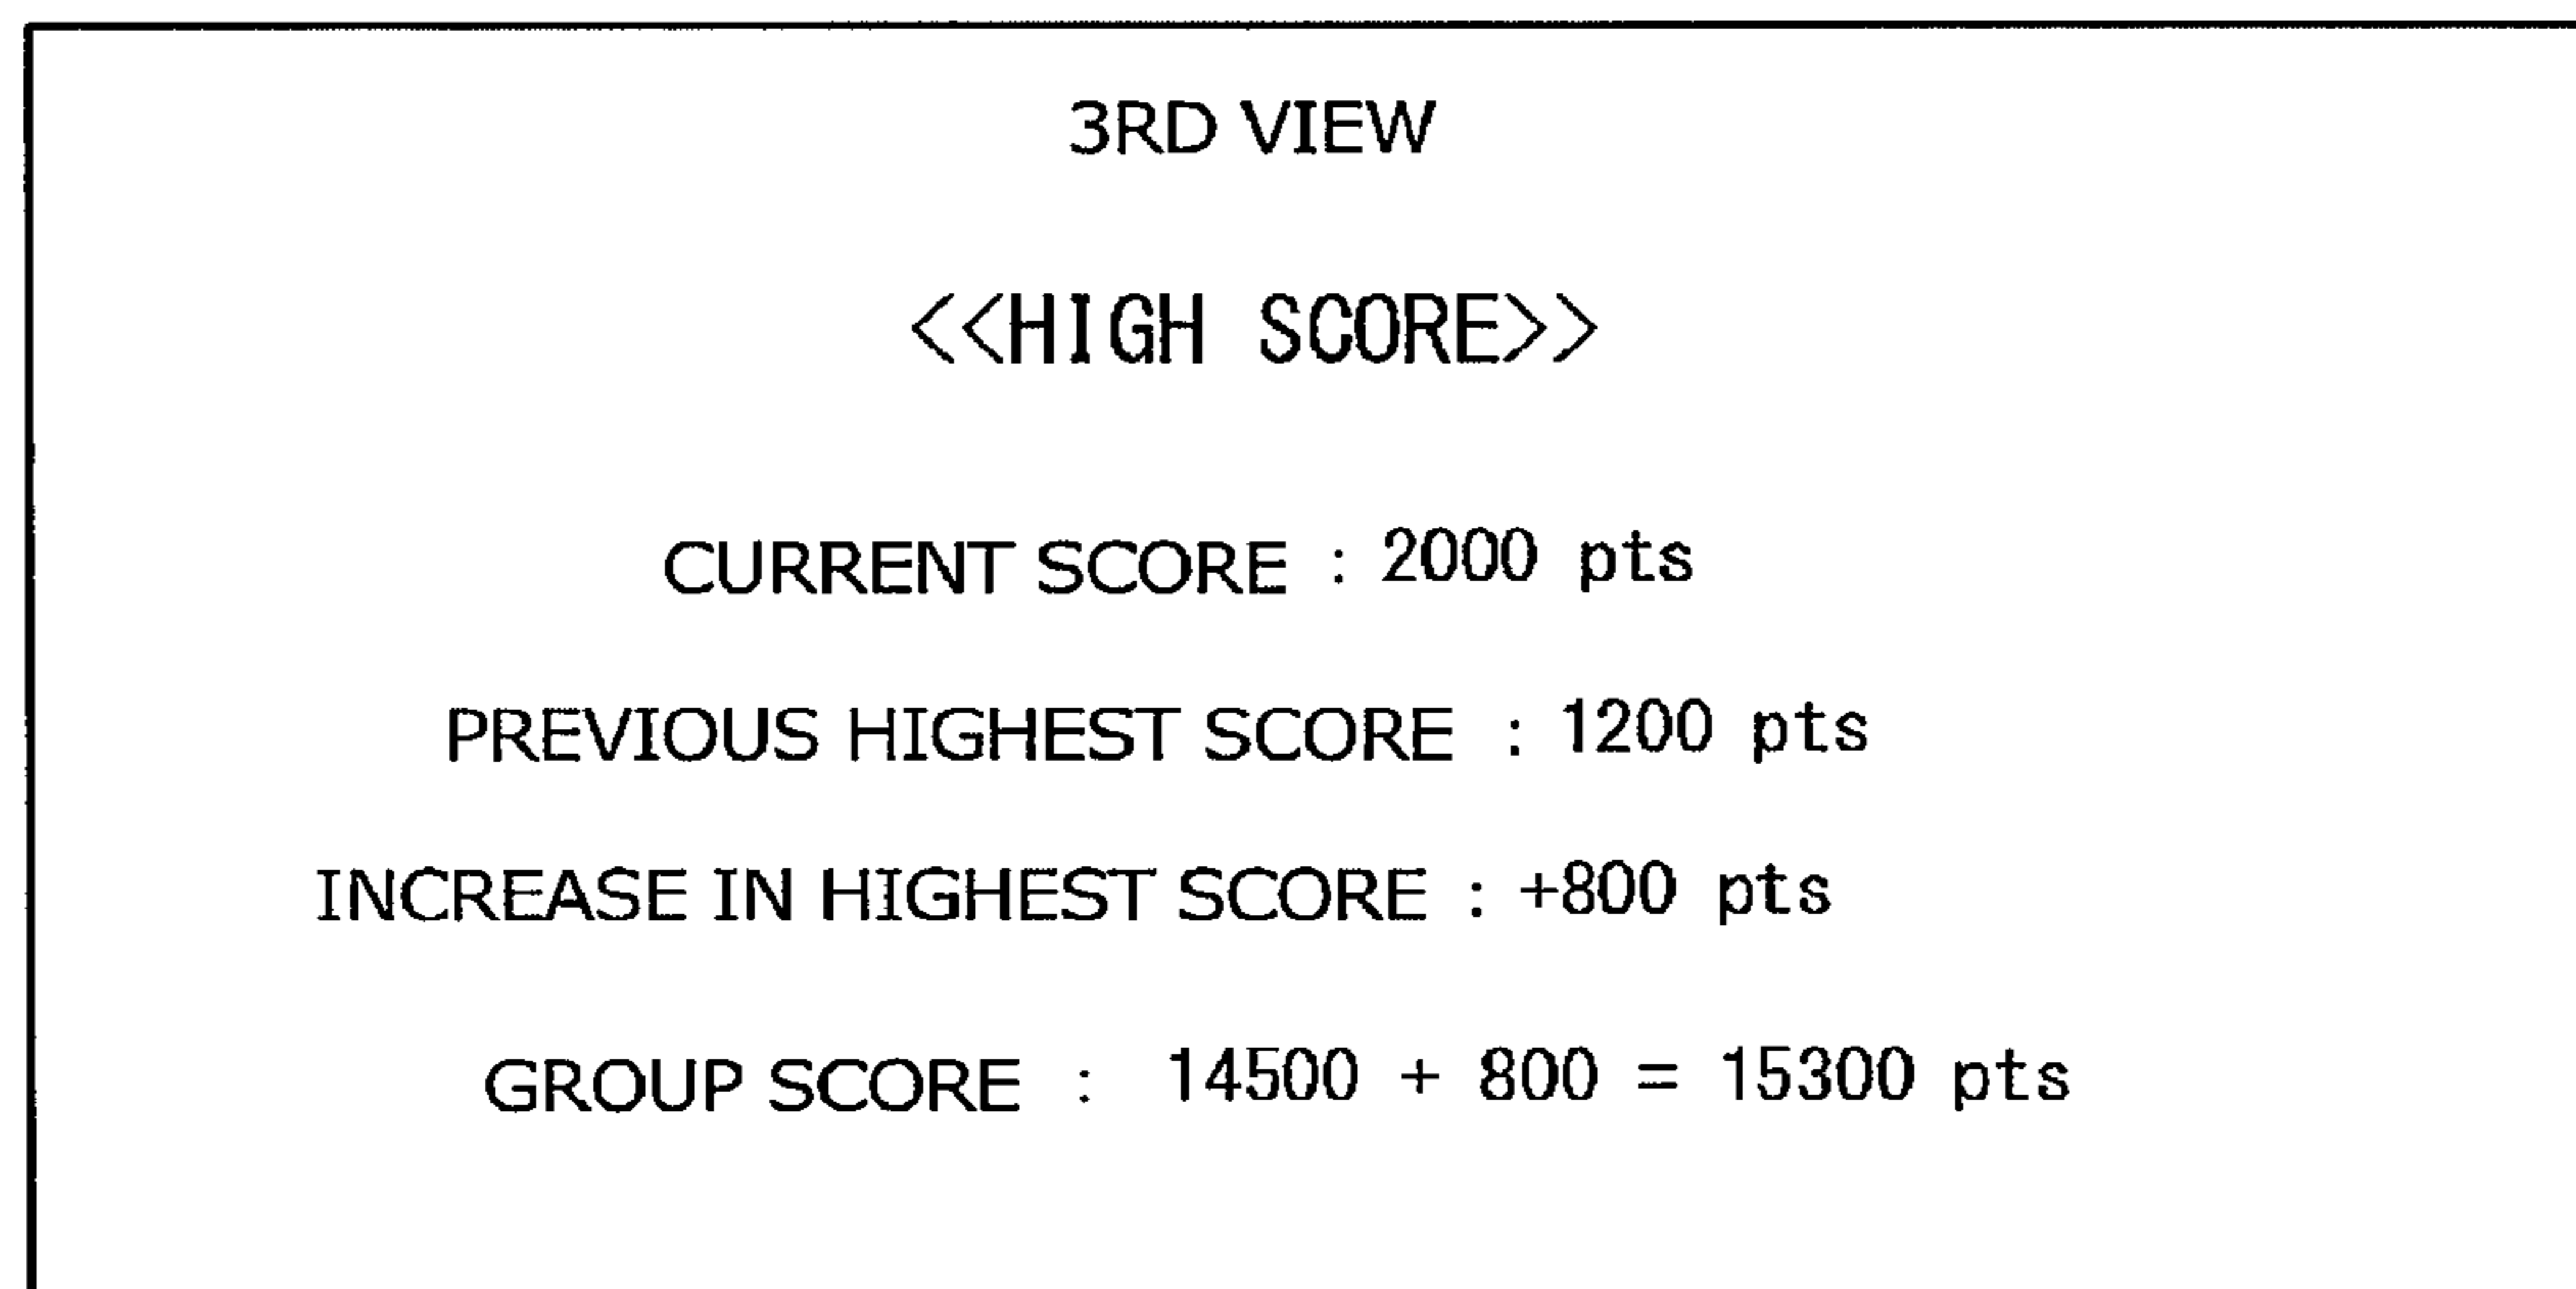 3RD VIEW
<<HIGH SCORE>>
CURRENT SCORE : 2000 pts
PREVIOUS HIGHEST SCORE : 1200 pts
INCREASE IN HIGHEST SCORE : +800 pts
GROUP SCORE : 14500 + 800 = 15300 pts